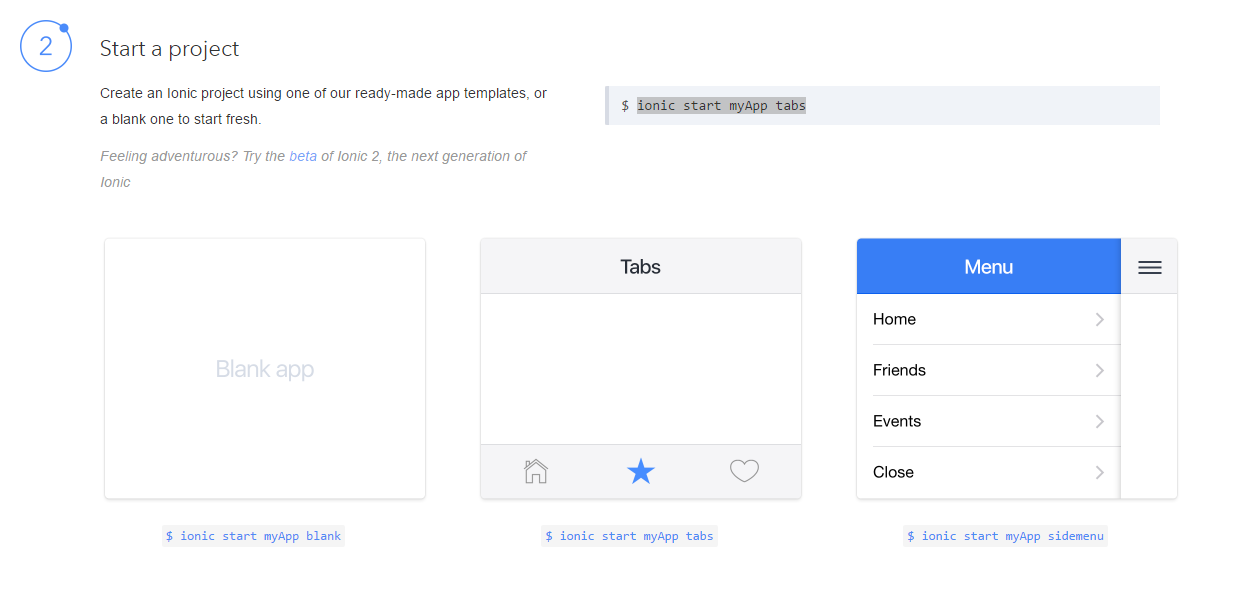 2
Start a project
Create an Ionic project using one of our ready-made app templates, or
a blank one to start fresh.
$ ionic start myApp tabs
Feeling adventurous? Try the beta of Ionic 2, the next generation of
Ionic
Blank app
$ ionic start myApp blank
Tabs
$ ionic start myApp tabs
Menu
Home
Friends
Events
Close
$ ionic start myApp sidemenu